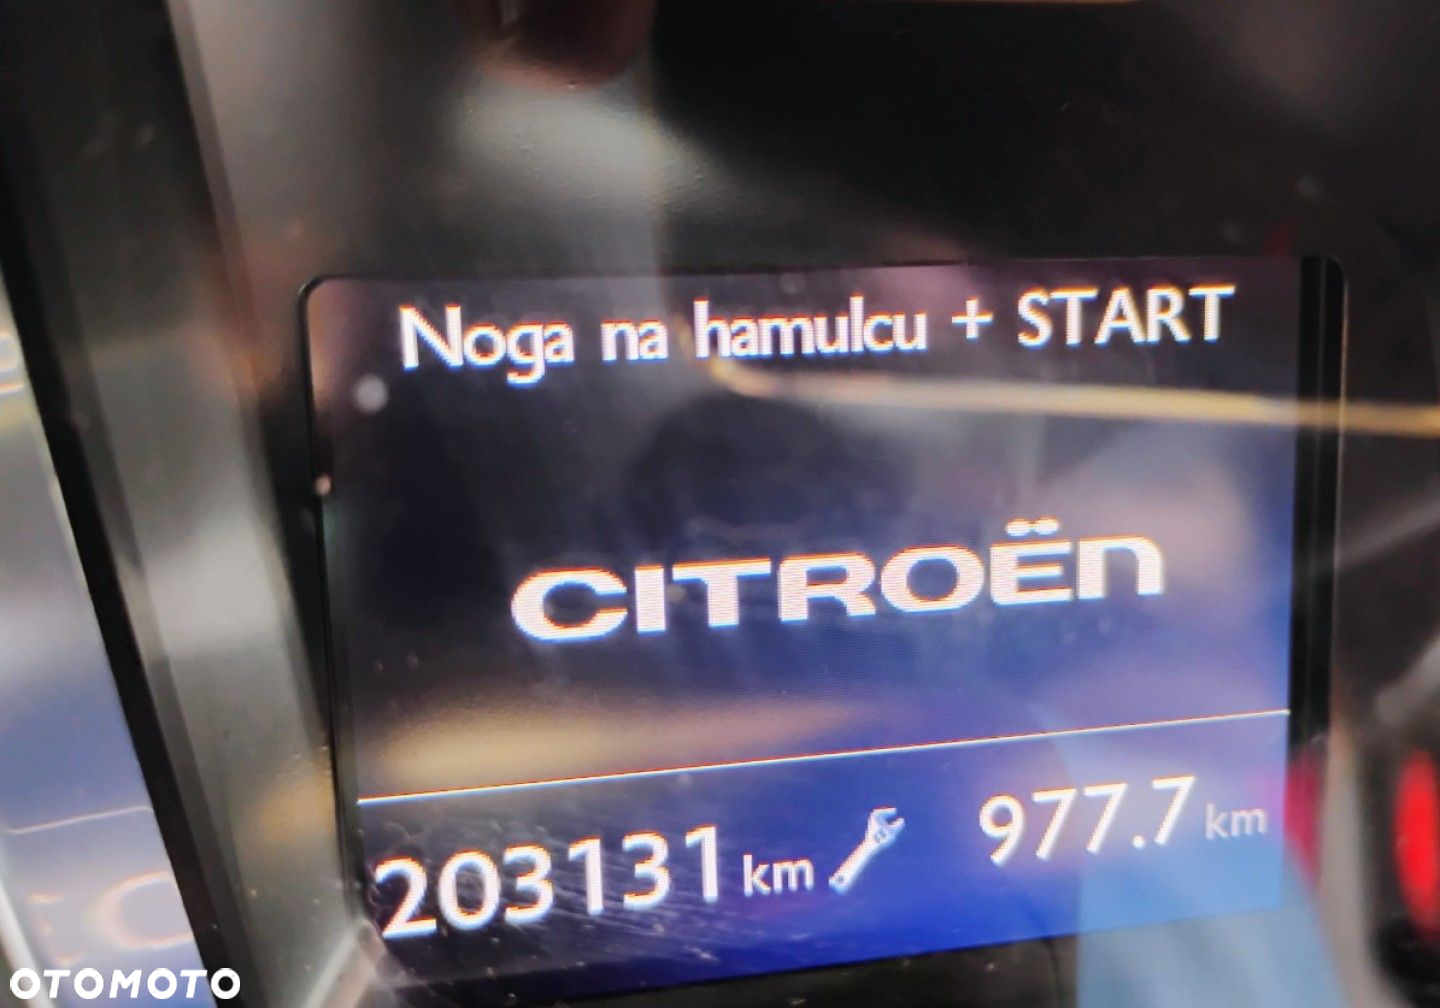 Noga na hamulcu + START
CITROËn
203131 km 977.7 km
OTOMOTO